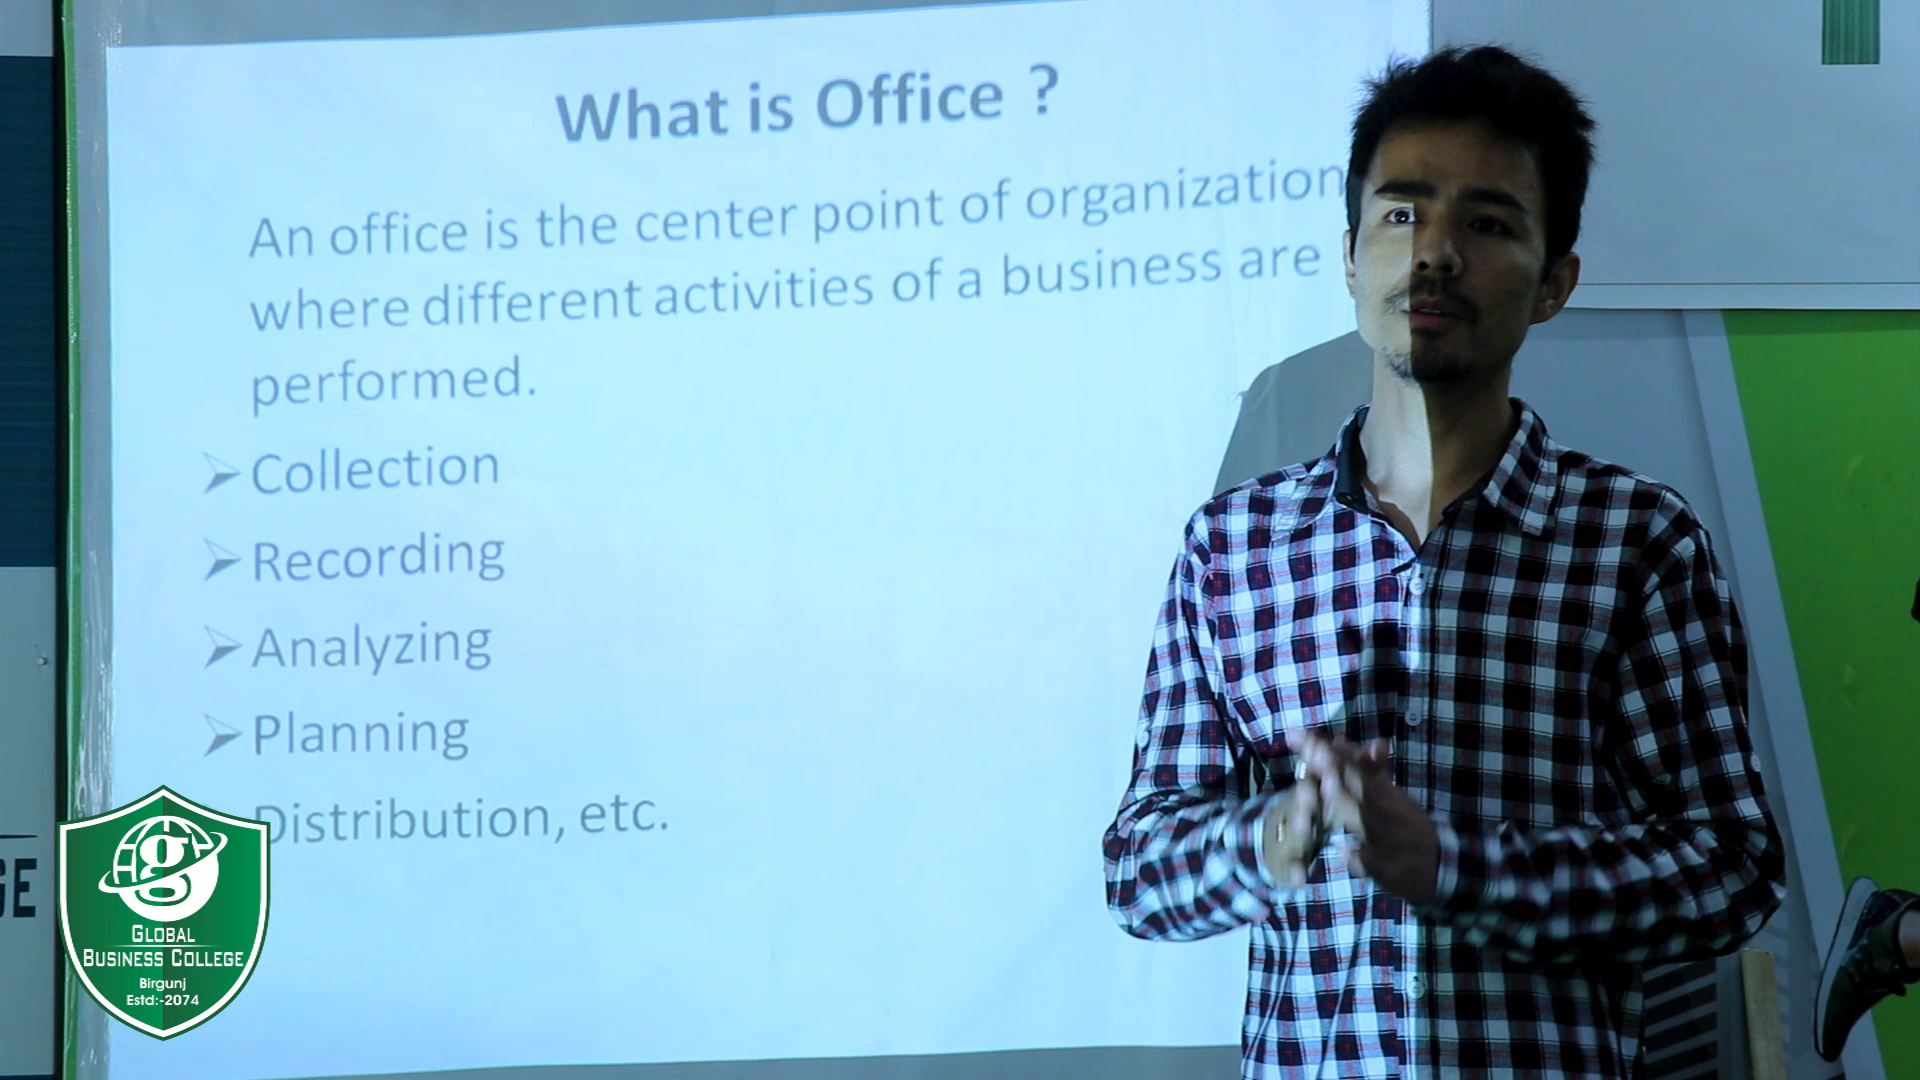 What is Office ?
An office is the center point of organization
where different activities of a business are
performed.
Collection
Recording
Analyzing
Planning
Distribution, etc.
GE
g
GLOBAL
BUSINESS COLLEGE
Birgunj
Estd:-2074